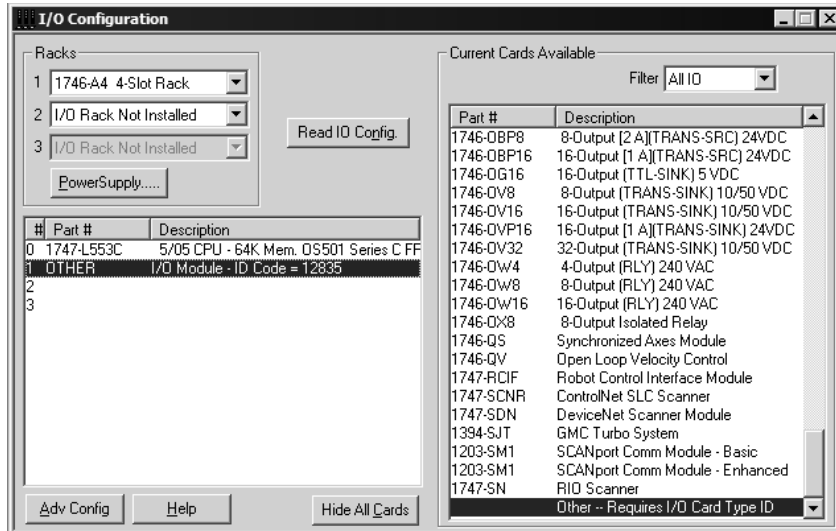 I/O Configuration
Racks
1 1746-A4 4-Slot Rack
2 I/O Rack Not Installed
3 I/O Rack Not Installed
PowerSupply.....
Read IO Config.
# Part # Description
0 1747-L553C 5/05 CPU - 64K Mem. OS501 Series C FF
1 OTHER I/O Module - ID Code = 12835
2
3
Adv Config Help Hide All Cards
Current Cards Available
Filter All IO
Part # Description
1746-OBP8 8-Output [2 A](TRANS-SRC) 24VDC
1746-OBP16 16-Output [1 A](TRANS-SRC) 24VDC
1746-OG16 16-Output (TTL-SINK) 5 VDC
1746-OV8 8-Output (TRANS-SINK) 10/50 VDC
1746-OV16 16-Output (TRANS-SINK) 10/50 VDC
1746-OVP16 16-Output [1 A](TRANS-SINK) 24VDC
1746-OV32 32-Output (TRANS-SINK) 10/50 VDC
1746-OW4 4-Output (RLY) 240 VAC
1746-OW8 8-Output (RLY) 240 VAC
1746-OW16 16-Output (RLY) 240 VAC
1746-OX8 8-Output Isolated Relay
1746-QS Synchronized Axes Module
1746-QV Open Loop Velocity Control
1747-RCIF Robot Control Interface Module
1747-SCNR ControlNet SLC Scanner
1747-SDN DeviceNet Scanner Module
1394-SJT GMC Turbo System
1203-SM1 SCANport Comm Module - Basic
1203-SM1 SCANport Comm Module - Enhanced
1747-SN RIO Scanner
Other -- Requires I/O Card Type ID